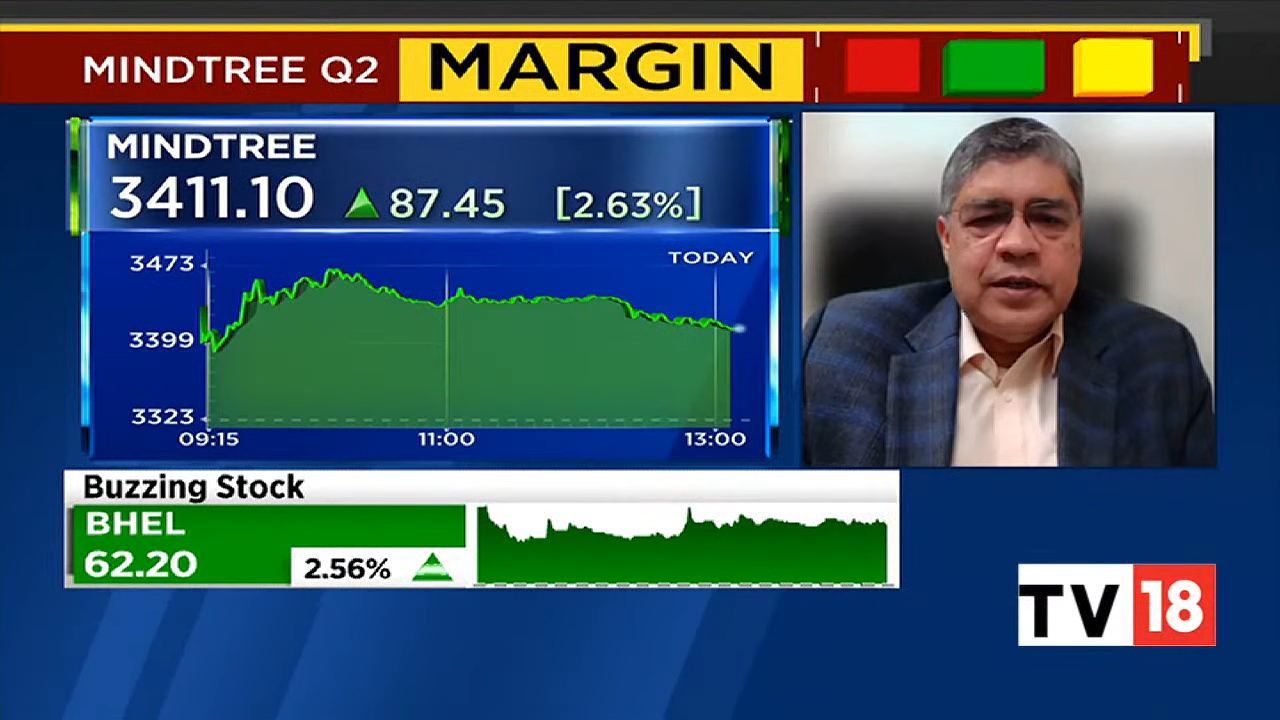 MINDTREE Q2 MARGIN
MINDTREE
3411.10 ▲ 87.45 [2.63%]
TODAY
3473
3399
3323
09:15 11:00 13:00
Buzzing Stock
BHEL
62.20 2.56%
TV18